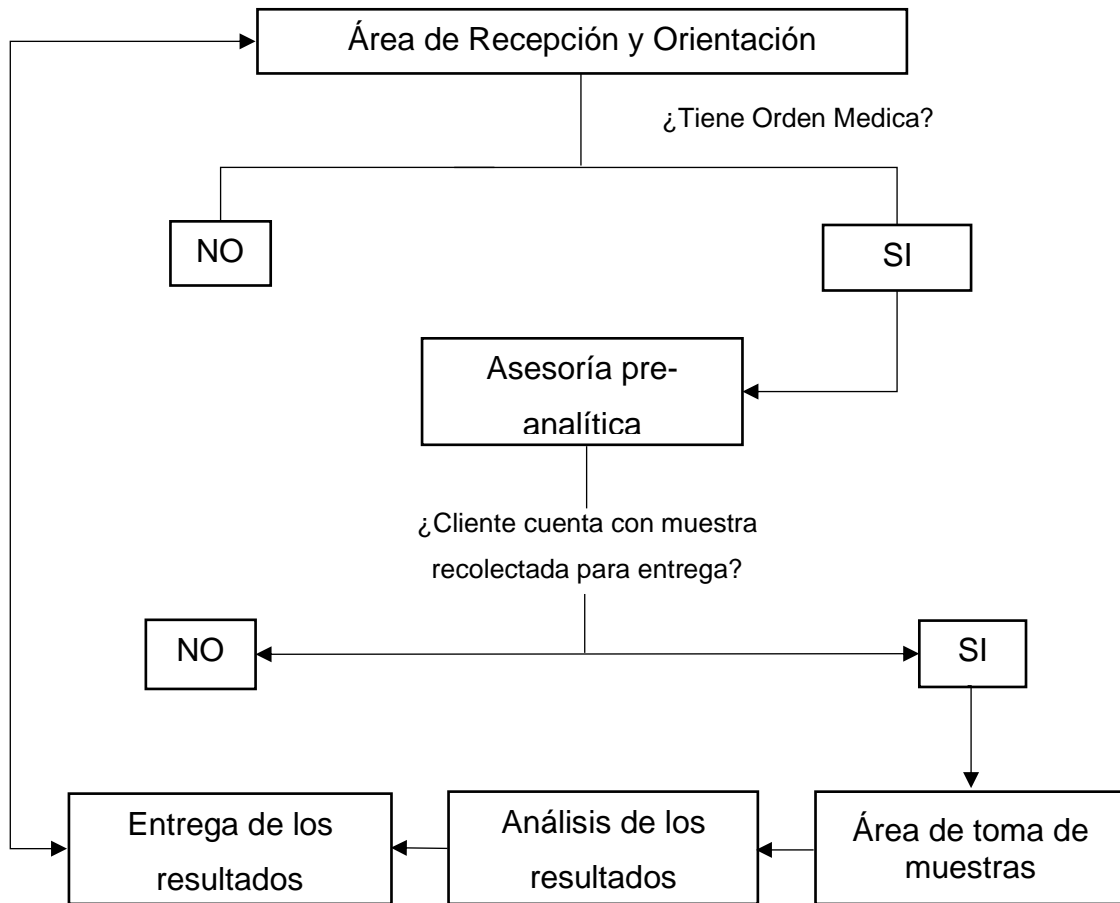 Área de Recepción y Orientación
¿Tiene Orden Medica?
NO
SI
Asesoría pre-
analítica
¿Cliente cuenta con muestra
recolectada para entrega?
NO
SI
Entrega de los
resultados
Análisis de los
resultados
Área de toma de
muestras